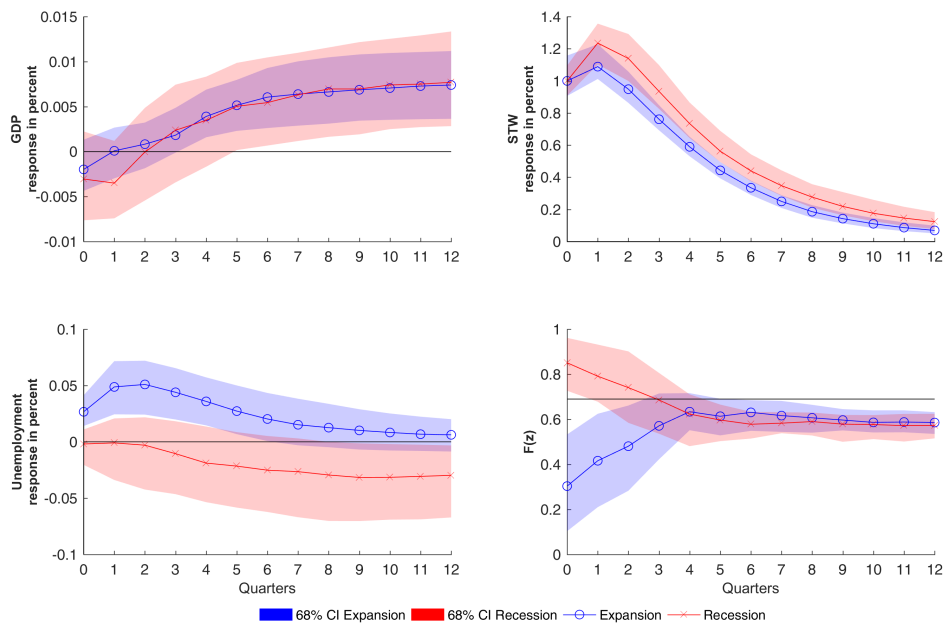 0.015
0.01
0.005
0
-0.005
-0.01
GDP
response in percent
0 1 2 3 4 5 6 7 8 9 10 11 12
1.4
1.2
1
0.8
0.6
0.4
0.2
0
STW
response in percent
0 1 2 3 4 5 6 7 8 9 10 11 12
0.1
0.05
0
-0.05
-0.1
Unemployment
response in percent
0 1 2 3 4 5 6 7 8 9 10 11 12
Quarters
1
0.8
0.6
0.4
0.2
0
F(z)
0 1 2 3 4 5 6 7 8 9 10 11 12
Quarters
68% CI Expansion 68% CI Recession Expansion Recession